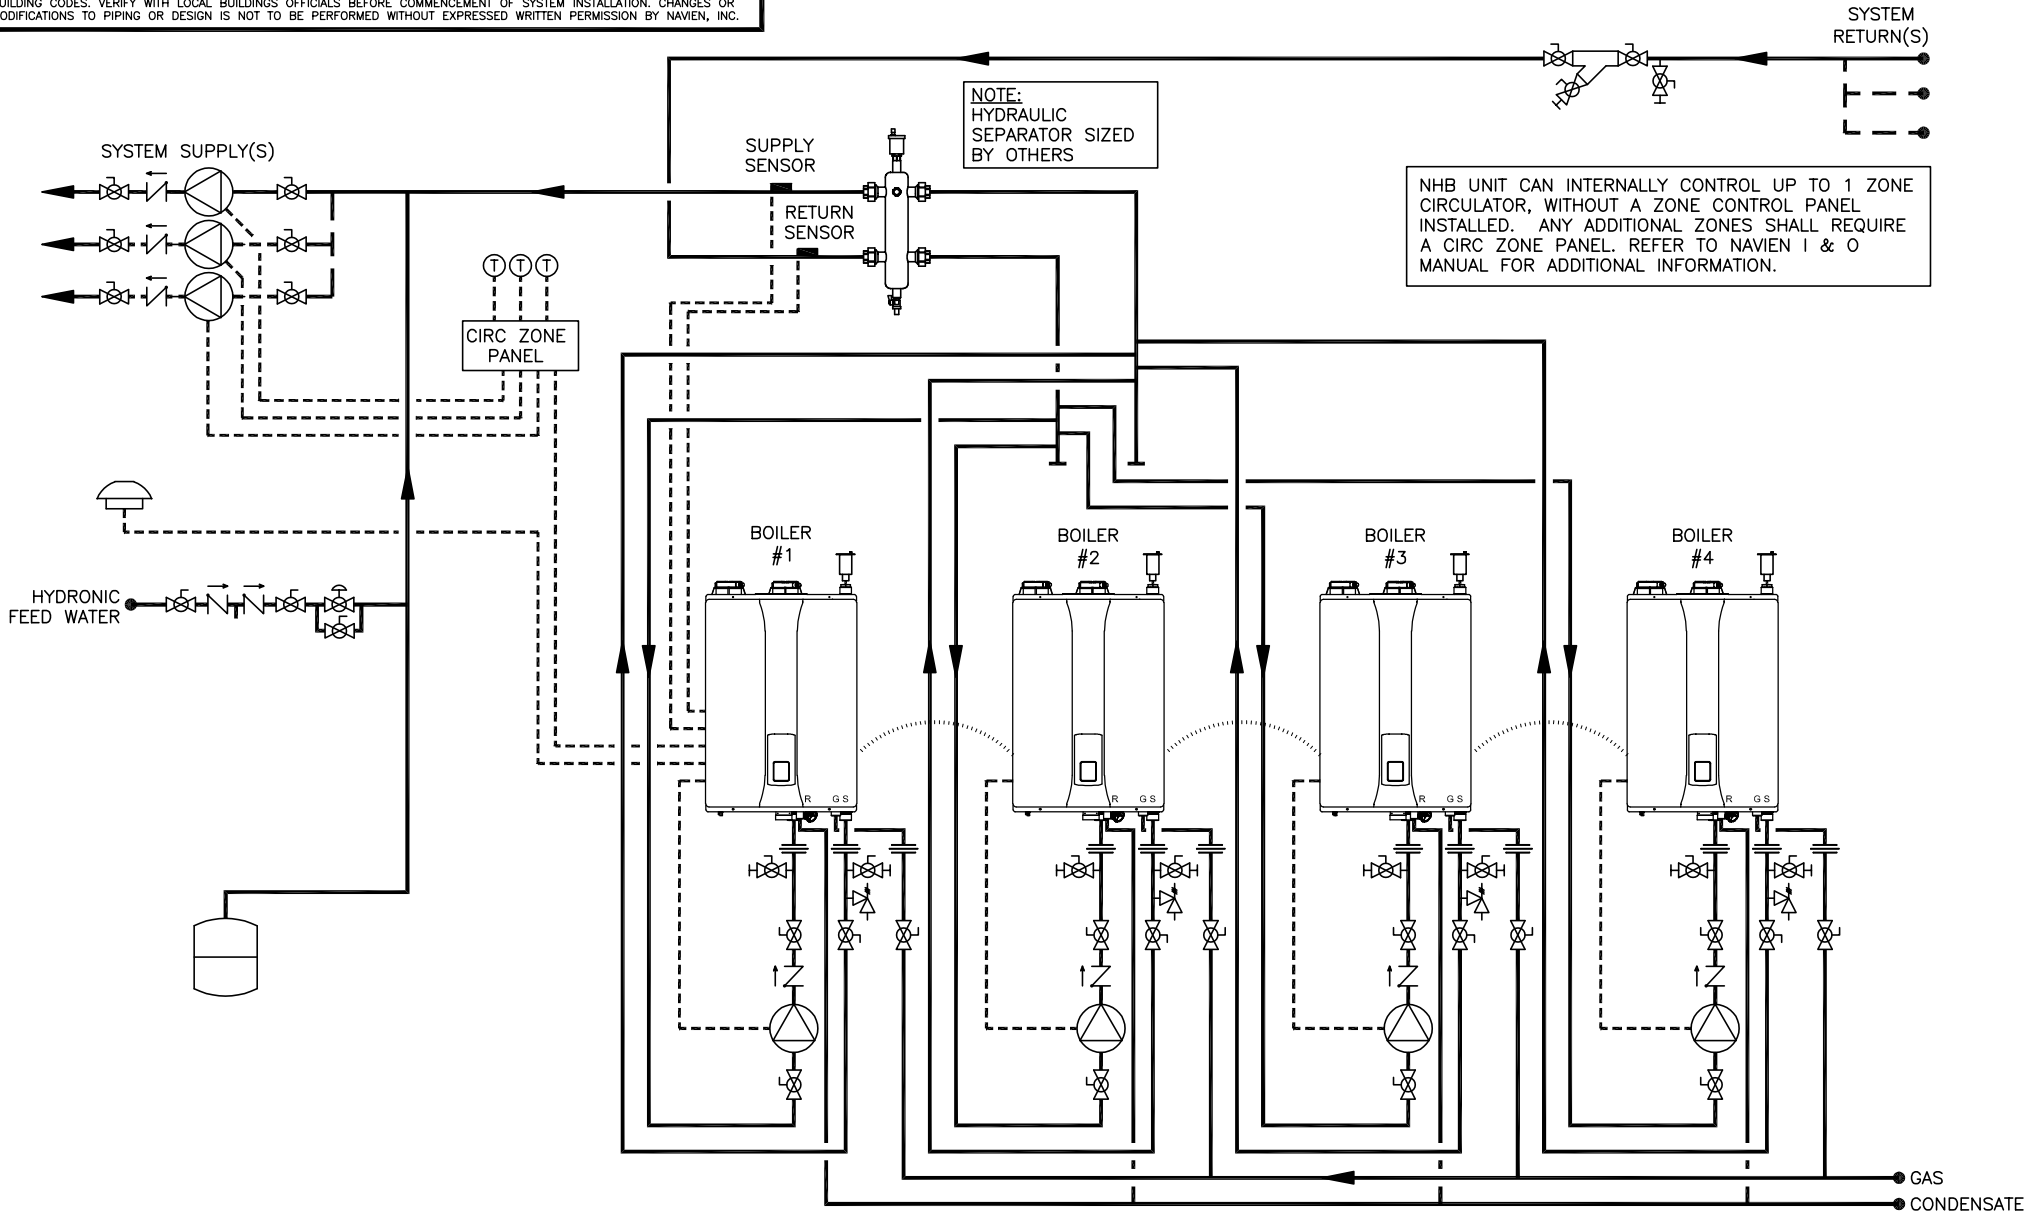 BUILDING CODES. VERIFY WITH LOCAL BUILDINGS OFFICIALS BEFORE COMMENCEMENT OF SYSTEM INSTALLATION. CHANGES OR
ODIFICATIONS TO PIPING OR DESIGN IS NOT TO BE PERFORMED WITHOUT EXPRESSED WRITTEN PERMISSION BY NAVIEN, INC.
SYSTEM
RETURN(S)
NOTE:
HYDRAULIC
SEPARATOR SIZED
BY OTHERS
SYSTEM SUPPLY(S)
SUPPLY
SENSOR
RETURN
SENSOR
NHB UNIT CAN INTERNALLY CONTROL UP TO 1 ZONE
CIRCULATOR, WITHOUT A ZONE CONTROL PANEL
INSTALLED. ANY ADDITIONAL ZONES SHALL REQUIRE
A CIRC ZONE PANEL. REFER TO NAVIEN I & O
MANUAL FOR ADDITIONAL INFORMATION.
T T T
CIRC ZONE
PANEL
BOILER
#1
BOILER
#2
BOILER
#3
BOILER
#4
HYDRONIC
FEED WATER
R G S
R G S
R G S
R G S
GAS
CONDENSATE